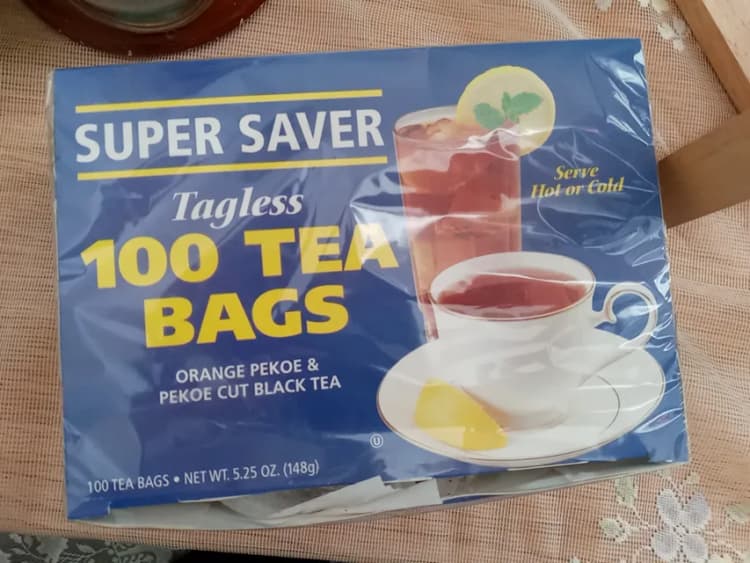 SUPER SAVER
Tagless
100 TEA
BAGS
ORANGE PEKOE &
PEKOE CUT BLACK TEA
Serve
Hot or Cold
U
100 TEA BAGS • NET WT. 5.25 OZ. (148g)